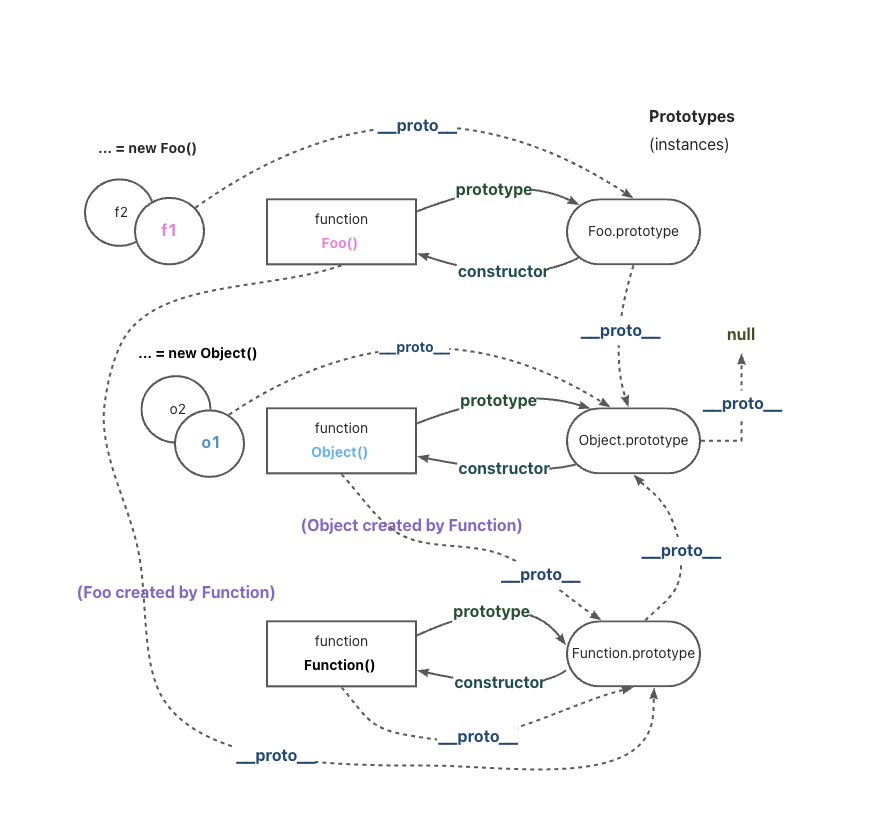 Prototypes
(instances)
__proto__
... = new Foo()
f2
f1
prototype
function
Foo()
Foo.prototype
constructor
__proto__
null
... = new Object()
__proto__
prototype
__proto__
o2
o1
function
Object()
Object.prototype
constructor
(Object created by Function)
__proto__
__proto__
(Foo created by Function)
prototype
function
Function()
Function.prototype
constructor
__proto__
__proto__